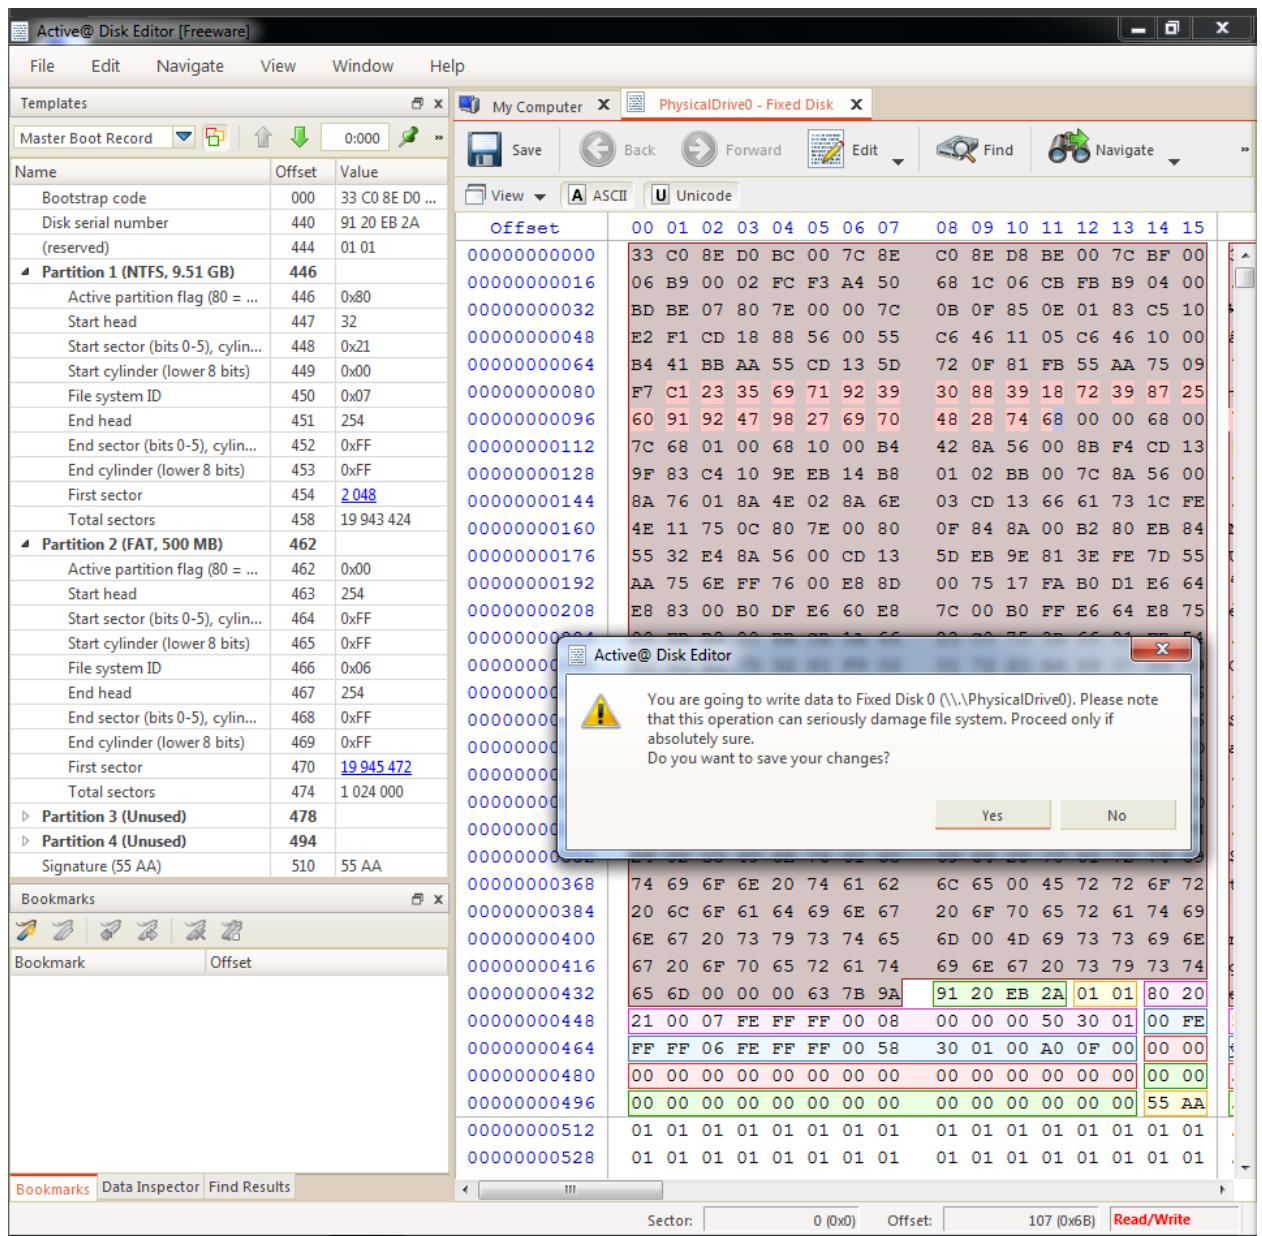 Active@ Disk Editor [Freeware]
File Edit Navigate View Window Help
Templates
Master Boot Record 0:000 »
Name Offset Value
Bootstrap code 000 33 C0 8E D0 ...
Disk serial number 440 91 20 EB 2A
(reserved) 444 01 01
Partition 1 (NTFS, 9.51 GB) 446
Active partition flag (80 = ... 446 0x80
Start head 447 32
Start sector (bits 0-5), cylin... 448 0x21
Start cylinder (lower 8 bits) 449 0x00
File system ID 450 0x07
End head 451 254
End sector (bits 0-5), cylin... 452 0xFF
End cylinder (lower 8 bits) 453 0xFF
First sector 454 2 048
Total sectors 458 19 943 424
Partition 2 (FAT, 500 MB) 462
Active partition flag (80 = ... 462 0x00
Start head 463 254
Start sector (bits 0-5), cylin... 464 0xFF
Start cylinder (lower 8 bits) 465 0xFF
File system ID 466 0x06
End head 467 254
End sector (bits 0-5), cylin... 468 0xFF
End cylinder (lower 8 bits) 469 0xFF
First sector 470 19 945 472
Total sectors 474 1 024 000
Partition 3 (Unused) 478
Partition 4 (Unused) 494
Signature (55 AA) 510 55 AA
Bookmarks
Bookmark Offset
Bookmarks Data Inspector Find Results
My Computer X PhysicalDrive0 - Fixed Disk X
Save Back Forward Edit Find Navigate »
View A ASCII U Unicode
Offset 00 01 02 03 04 05 06 07 08 09 10 11 12 13 14 15
00000000000 33 C0 8E D0 BC 00 7C 8E C0 8E D8 BE 00 7C BF 00
00000000016 06 B9 00 02 FC F3 A4 50 68 1C 06 CB FB B9 04 00
00000000032 BD BE 07 80 7E 00 00 7C 0B 0F 85 0E 01 83 C5 10
00000000048 E2 F1 CD 18 88 56 00 55 C6 46 11 05 C6 46 10 00
00000000064 B4 41 BB AA 55 CD 13 5D 72 0F 81 FB 55 AA 75 09
00000000080 F7 C1 23 35 69 71 92 39 30 88 39 18 72 39 87 25
00000000096 60 91 92 47 98 27 69 70 48 28 74 68 00 00 68 00
00000000112 7C 68 01 00 68 10 00 B4 42 8A 56 00 8B F4 CD 13
00000000128 9F 83 C4 10 9E EB 14 B8 01 02 BB 00 7C 8A 56 00
00000000144 8A 76 01 8A 4E 02 8A 6E 03 CD 13 66 61 73 1C FE
00000000160 4E 11 75 0C 80 7E 00 80 0F 84 8A 00 B2 80 EB 84
00000000176 55 32 E4 8A 56 00 CD 13 5D EB 9E 81 3E FE 7D 55
00000000192 AA 75 6E FF 76 00 E8 8D 00 75 17 FA B0 D1 E6 64
00000000208 E8 83 00 B0 DF E6 60 E8 7C 00 B0 FF E6 64 E8 75
Active@ Disk Editor
You are going to write data to Fixed Disk 0 (\\.\PhysicalDrive0). Please note
that this operation can seriously damage file system. Proceed only if
absolutely sure.
Do you want to save your changes?
Yes No
00000000368 74 69 6F 6E 20 74 61 62 6C 65 00 45 72 72 6F 72
00000000384 20 6C 6F 61 64 69 6E 67 20 6F 70 65 72 61 74 69
00000000400 6E 67 20 73 79 73 74 65 6D 00 4D 69 73 73 69 6E
00000000416 67 20 6F 70 65 72 61 74 69 6E 67 20 73 79 73 74
00000000432 65 6D 00 00 00 63 7B 9A 91 20 EB 2A 01 01 80 20
00000000448 21 00 07 FE FF FF 00 08 00 00 00 50 30 01 00 FE
00000000464 FF FF 06 FE FF FF 00 58 30 01 00 A0 0F 00 00 00
00000000480 00 00 00 00 00 00 00 00 00 00 00 00 00 00 00 00
00000000496 00 00 00 00 00 00 00 00 00 00 00 00 00 00 55 AA
00000000512 01 01 01 01 01 01 01 01 01 01 01 01 01 01 01 01
00000000528 01 01 01 01 01 01 01 01 01 01 01 01 01 01 01 01
Sector: 0 (0x0) Offset: 107 (0x6B) Read/Write